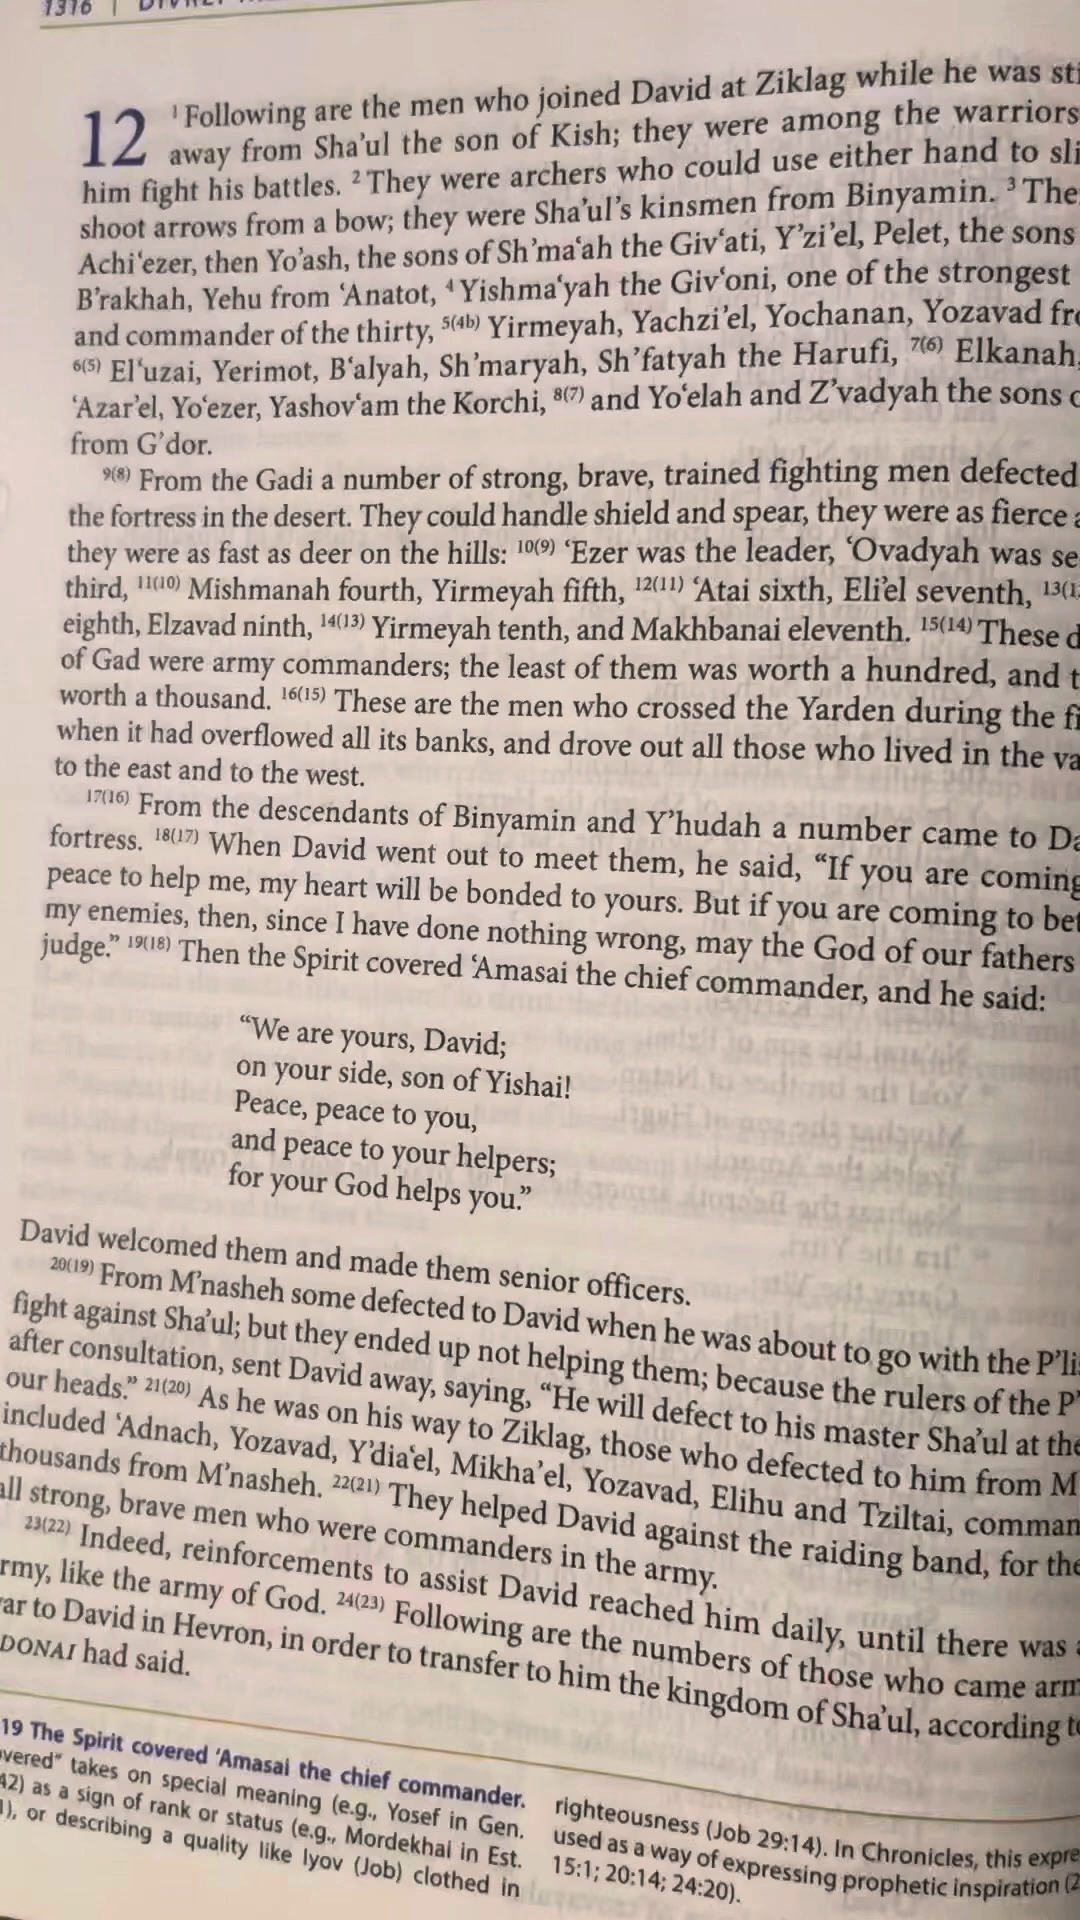 1316 |
12 ¹Following are the men who joined David at Ziklag while he was
away from Sha'ul the son of Kish; they were among the warriors
him fight his battles. ²They were archers who could use either hand to
shoot arrows from a bow; they were Sha'ul's kinsmen from Binyamin. ³
Achi‘ezer, then Yo’ash, the sons of Sh’ma‘ah the Giv‘ati, Y’zi’el, Pelet, the sons
B’rakhah, Yehu from ‘Anatot, ⁴Yishma‘yah the Giv‘oni, one of the strongest
and commander of the thirty, 5(4b) Yirmeyah, Yachzi’el, Yochanan, Yozavad
6(5) El‘uzai, Yerimot, B‘alyah, Sh’maryah, Sh’fatyah the Harufi, 7(6) Elkanah,
‘Azar’el, Yo‘ezer, Yashov‘am the Korchi, 8(7) and Yo‘elah and Z’vadyah the sons
from G’dor.
9(8) From the Gadi a number of strong, brave, trained fighting men defected
the fortress in the desert. They could handle shield and spear, they were as fierce
they were as fast as deer on the hills: 10(9) ‘Ezer was the leader, ‘Ovadyah was
third, 11(10) Mishmanah fourth, Yirmeyah fifth, 12(11) ‘Atai sixth, Eli’el seventh,
eighth, Elzavad ninth, 14(13) Yirmeyah tenth, and Makhbanai eleventh. 15(14) These
of Gad were army commanders; the least of them was worth a hundred, and
worth a thousand. 16(15) These are the men who crossed the Yarden during the
when it had overflowed all its banks, and drove out all those who lived in the
to the east and to the west.
17(16) From the descendants of Binyamin and Y’hudah a number came to
fortress. 18(17) When David went out to meet them, he said, “If you are coming
peace to help me, my heart will be bonded to yours. But if you are coming to
my enemies, then, since I have done nothing wrong, may the God of our fathers
judge.” 19(18) Then the Spirit covered ‘Amasai the chief commander, and he said:
“We are yours, David;
on your side, son of Yishai!
Peace, peace to you,
and peace to your helpers;
for your God helps you.”
David welcomed them and made them senior officers.
20(19) From M’nasheh some defected to David when he was about to go with the
fight against Sha’ul; but they ended up not helping them; because the rulers of the
after consultation, sent David away, saying, “He will defect to his master Sha’ul at
our heads.” 21(20) As he was on his way to Ziklag, those who defected to him from
included ‘Adnach, Yozavad, Y’dia‘el, Mikha’el, Yozavad, Elihu and Tziltai,
thousands from M’nasheh. 22(21) They helped David against the raiding band, for
all strong, brave men who were commanders in the army.
23(22) Indeed, reinforcements to assist David reached him daily, until there was
like the army of God. 24(23) Following are the numbers of those who came
to David in Hevron, in order to transfer to him the kingdom of Sha’ul, according
had said.
19 The Spirit covered ‘Amasai the chief commander.
takes on special meaning (e.g., Yosef in Gen.
as a sign of rank or status (e.g., Mordekhai in Est.
or describing a quality like Iyov (Job) clothed in
righteousness (Job 29:14). In Chronicles, this
used as a way of expressing prophetic inspiration
15:1; 20:14; 24:20).